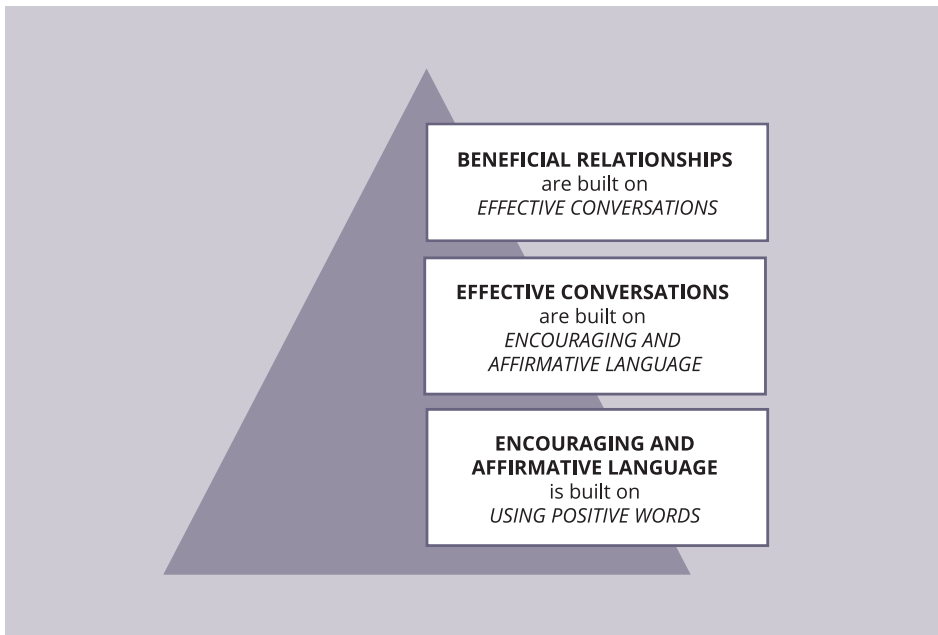 BENEFICIAL RELATIONSHIPS
are built on
EFFECTIVE CONVERSATIONS
EFFECTIVE CONVERSATIONS
are built on
ENCOURAGING AND
AFFIRMATIVE LANGUAGE
ENCOURAGING AND
AFFIRMATIVE LANGUAGE
is built on
USING POSITIVE WORDS